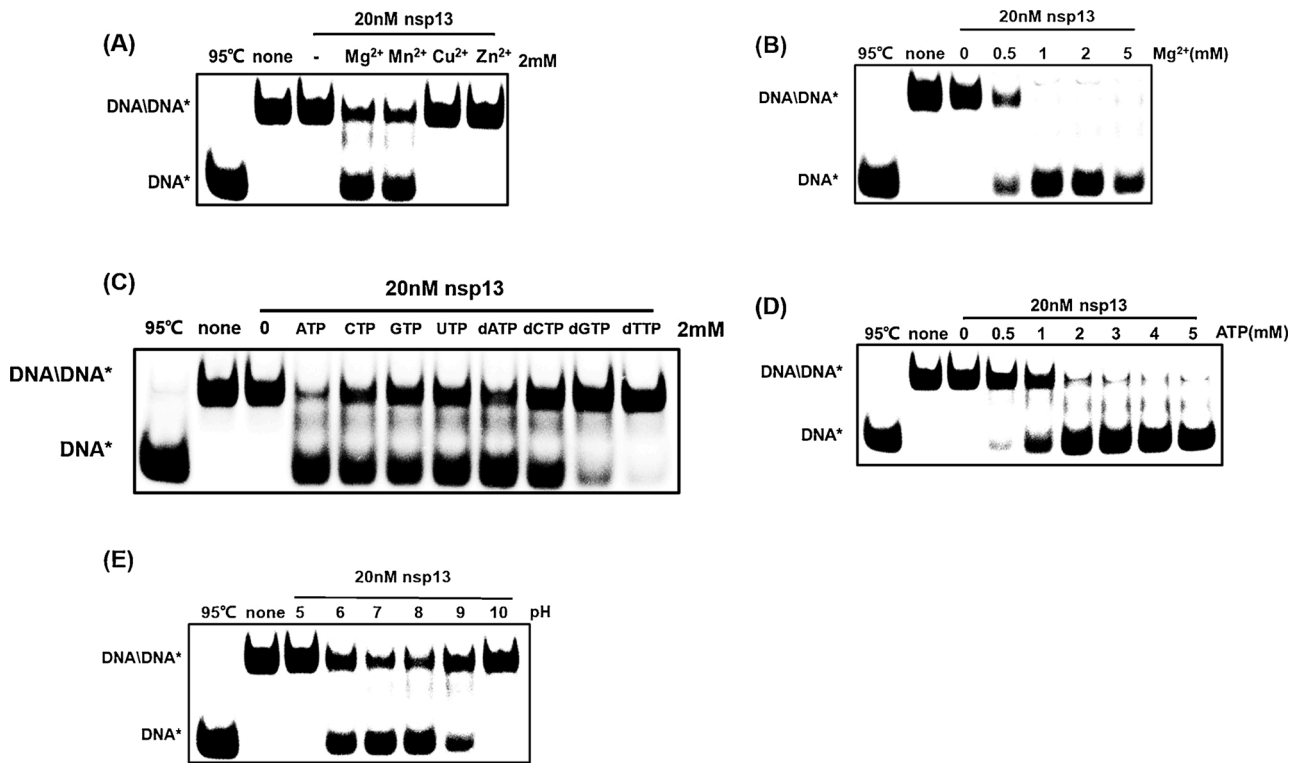 (A)
20nM nsp13
95℃ none - Mg²⁺ Mn²⁺ Cu²⁺ Zn²⁺ 2mM
DNA\DNA*
DNA*
(B)
20nM nsp13
95℃ none 0 0.5 1 2 5 Mg²⁺(mM)
DNA\DNA*
DNA*
(C)
20nM nsp13
95℃ none 0 ATP CTP GTP UTP dATP dCTP dGTP dTTP 2mM
DNA\DNA*
DNA*
(D)
20nM nsp13
95℃ none 0 0.5 1 2 3 4 5 ATP(mM)
DNA\DNA*
DNA*
(E)
20nM nsp13
95℃ none 5 6 7 8 9 10 pH
DNA\DNA*
DNA*